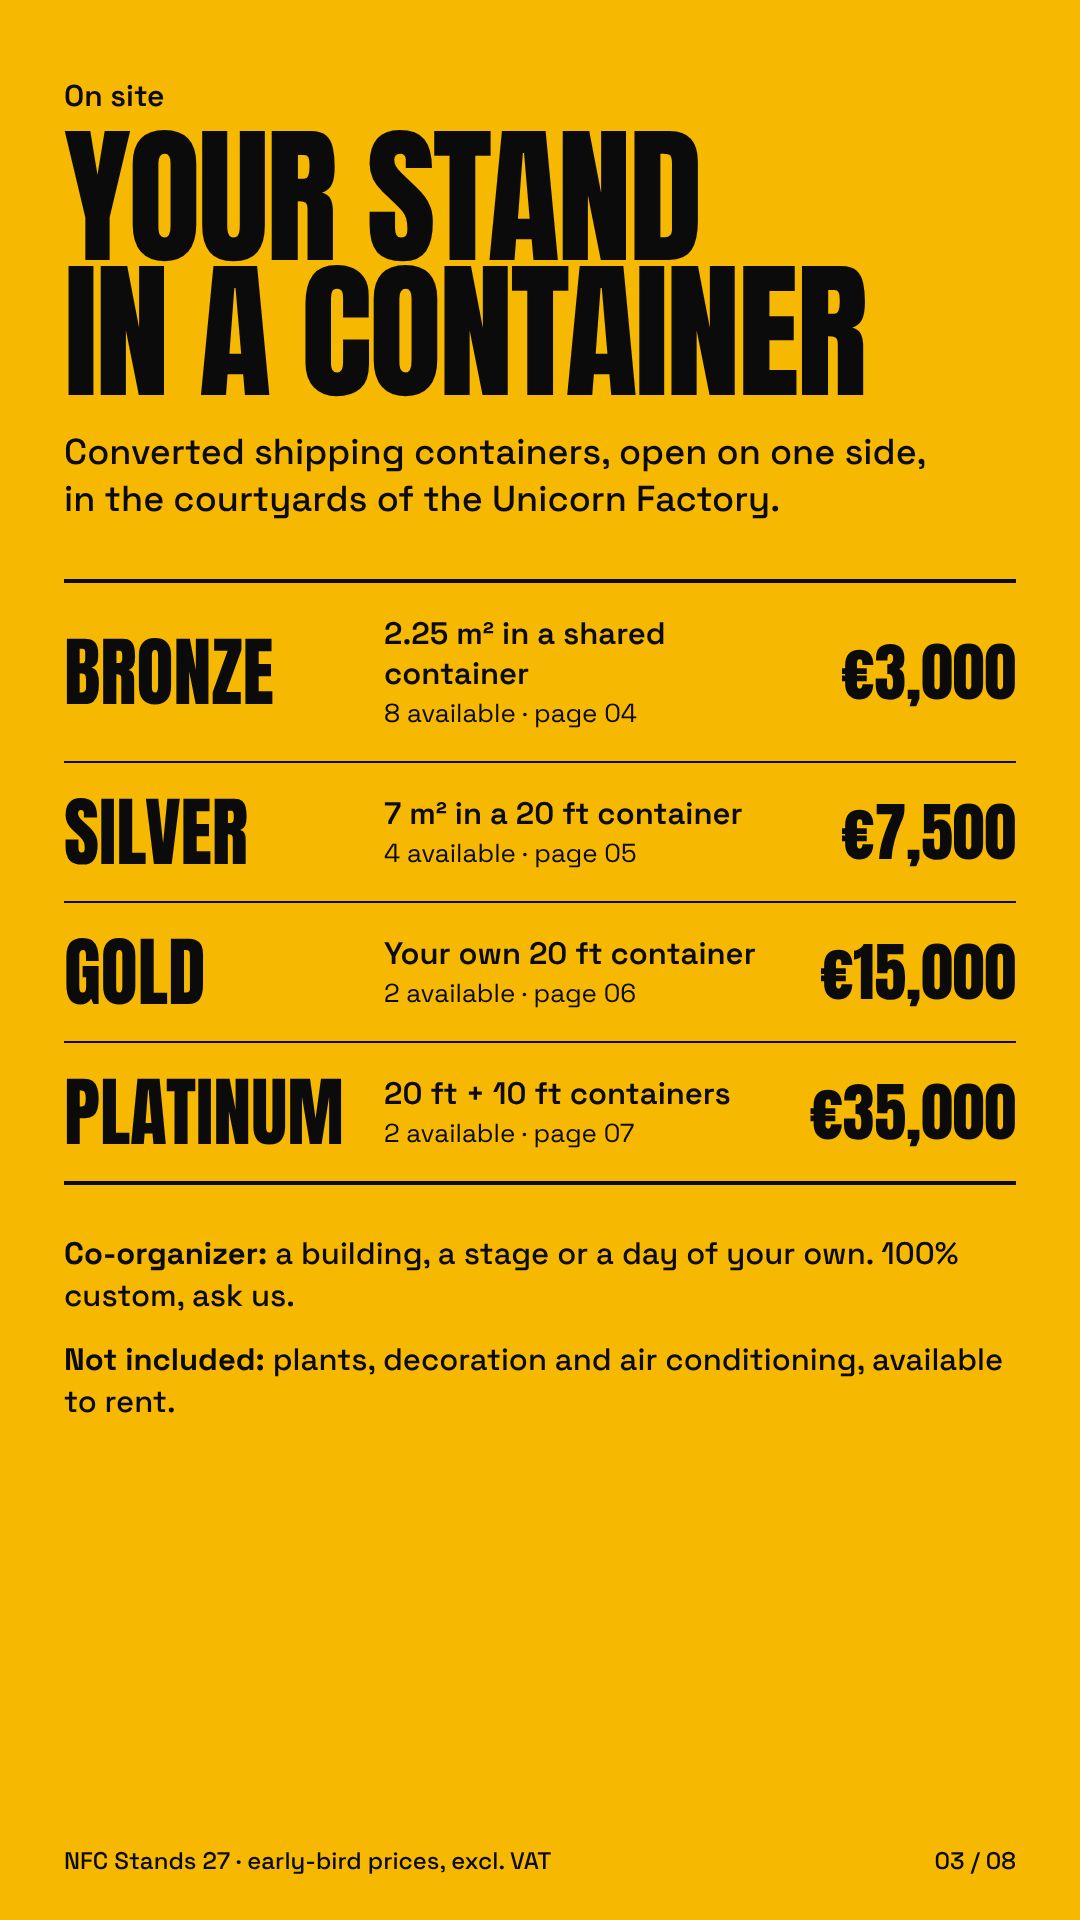 On site
YOUR STAND
IN A CONTAINER
Converted shipping containers, open on one side,
in the courtyards of the Unicorn Factory.
BRONZE
2.25 m² in a shared
container
8 available · page 04
€3,000
SILVER
7 m² in a 20 ft container
4 available · page 05
€7,500
GOLD
Your own 20 ft container
2 available · page 06
€15,000
PLATINUM
20 ft + 10 ft containers
2 available · page 07
€35,000
Co-organizer: a building, a stage or a day of your own. 100%
custom, ask us.
Not included: plants, decoration and air conditioning, available
to rent.
NFC Stands 27 · early-bird prices, excl. VAT
03 / 08